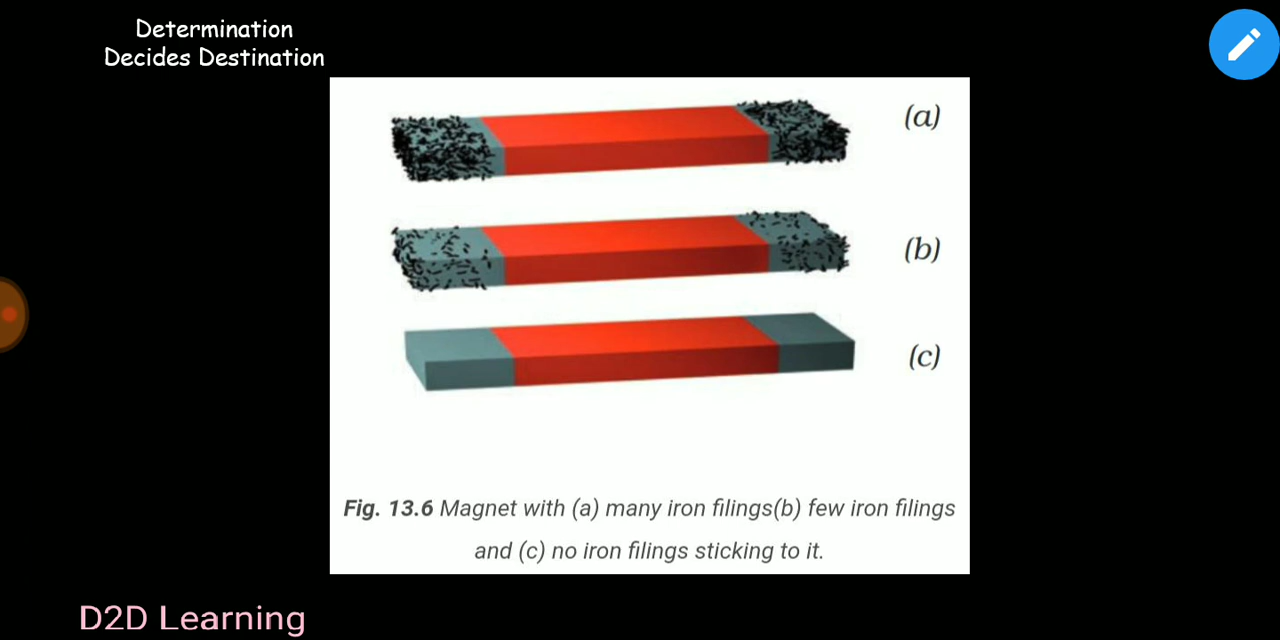 Determination
Decides Destination
(a)
(b)
(c)
Fig. 13.6 Magnet with (a) many iron filings(b) few iron filings
and (c) no iron filings sticking to it.
D2D Learning